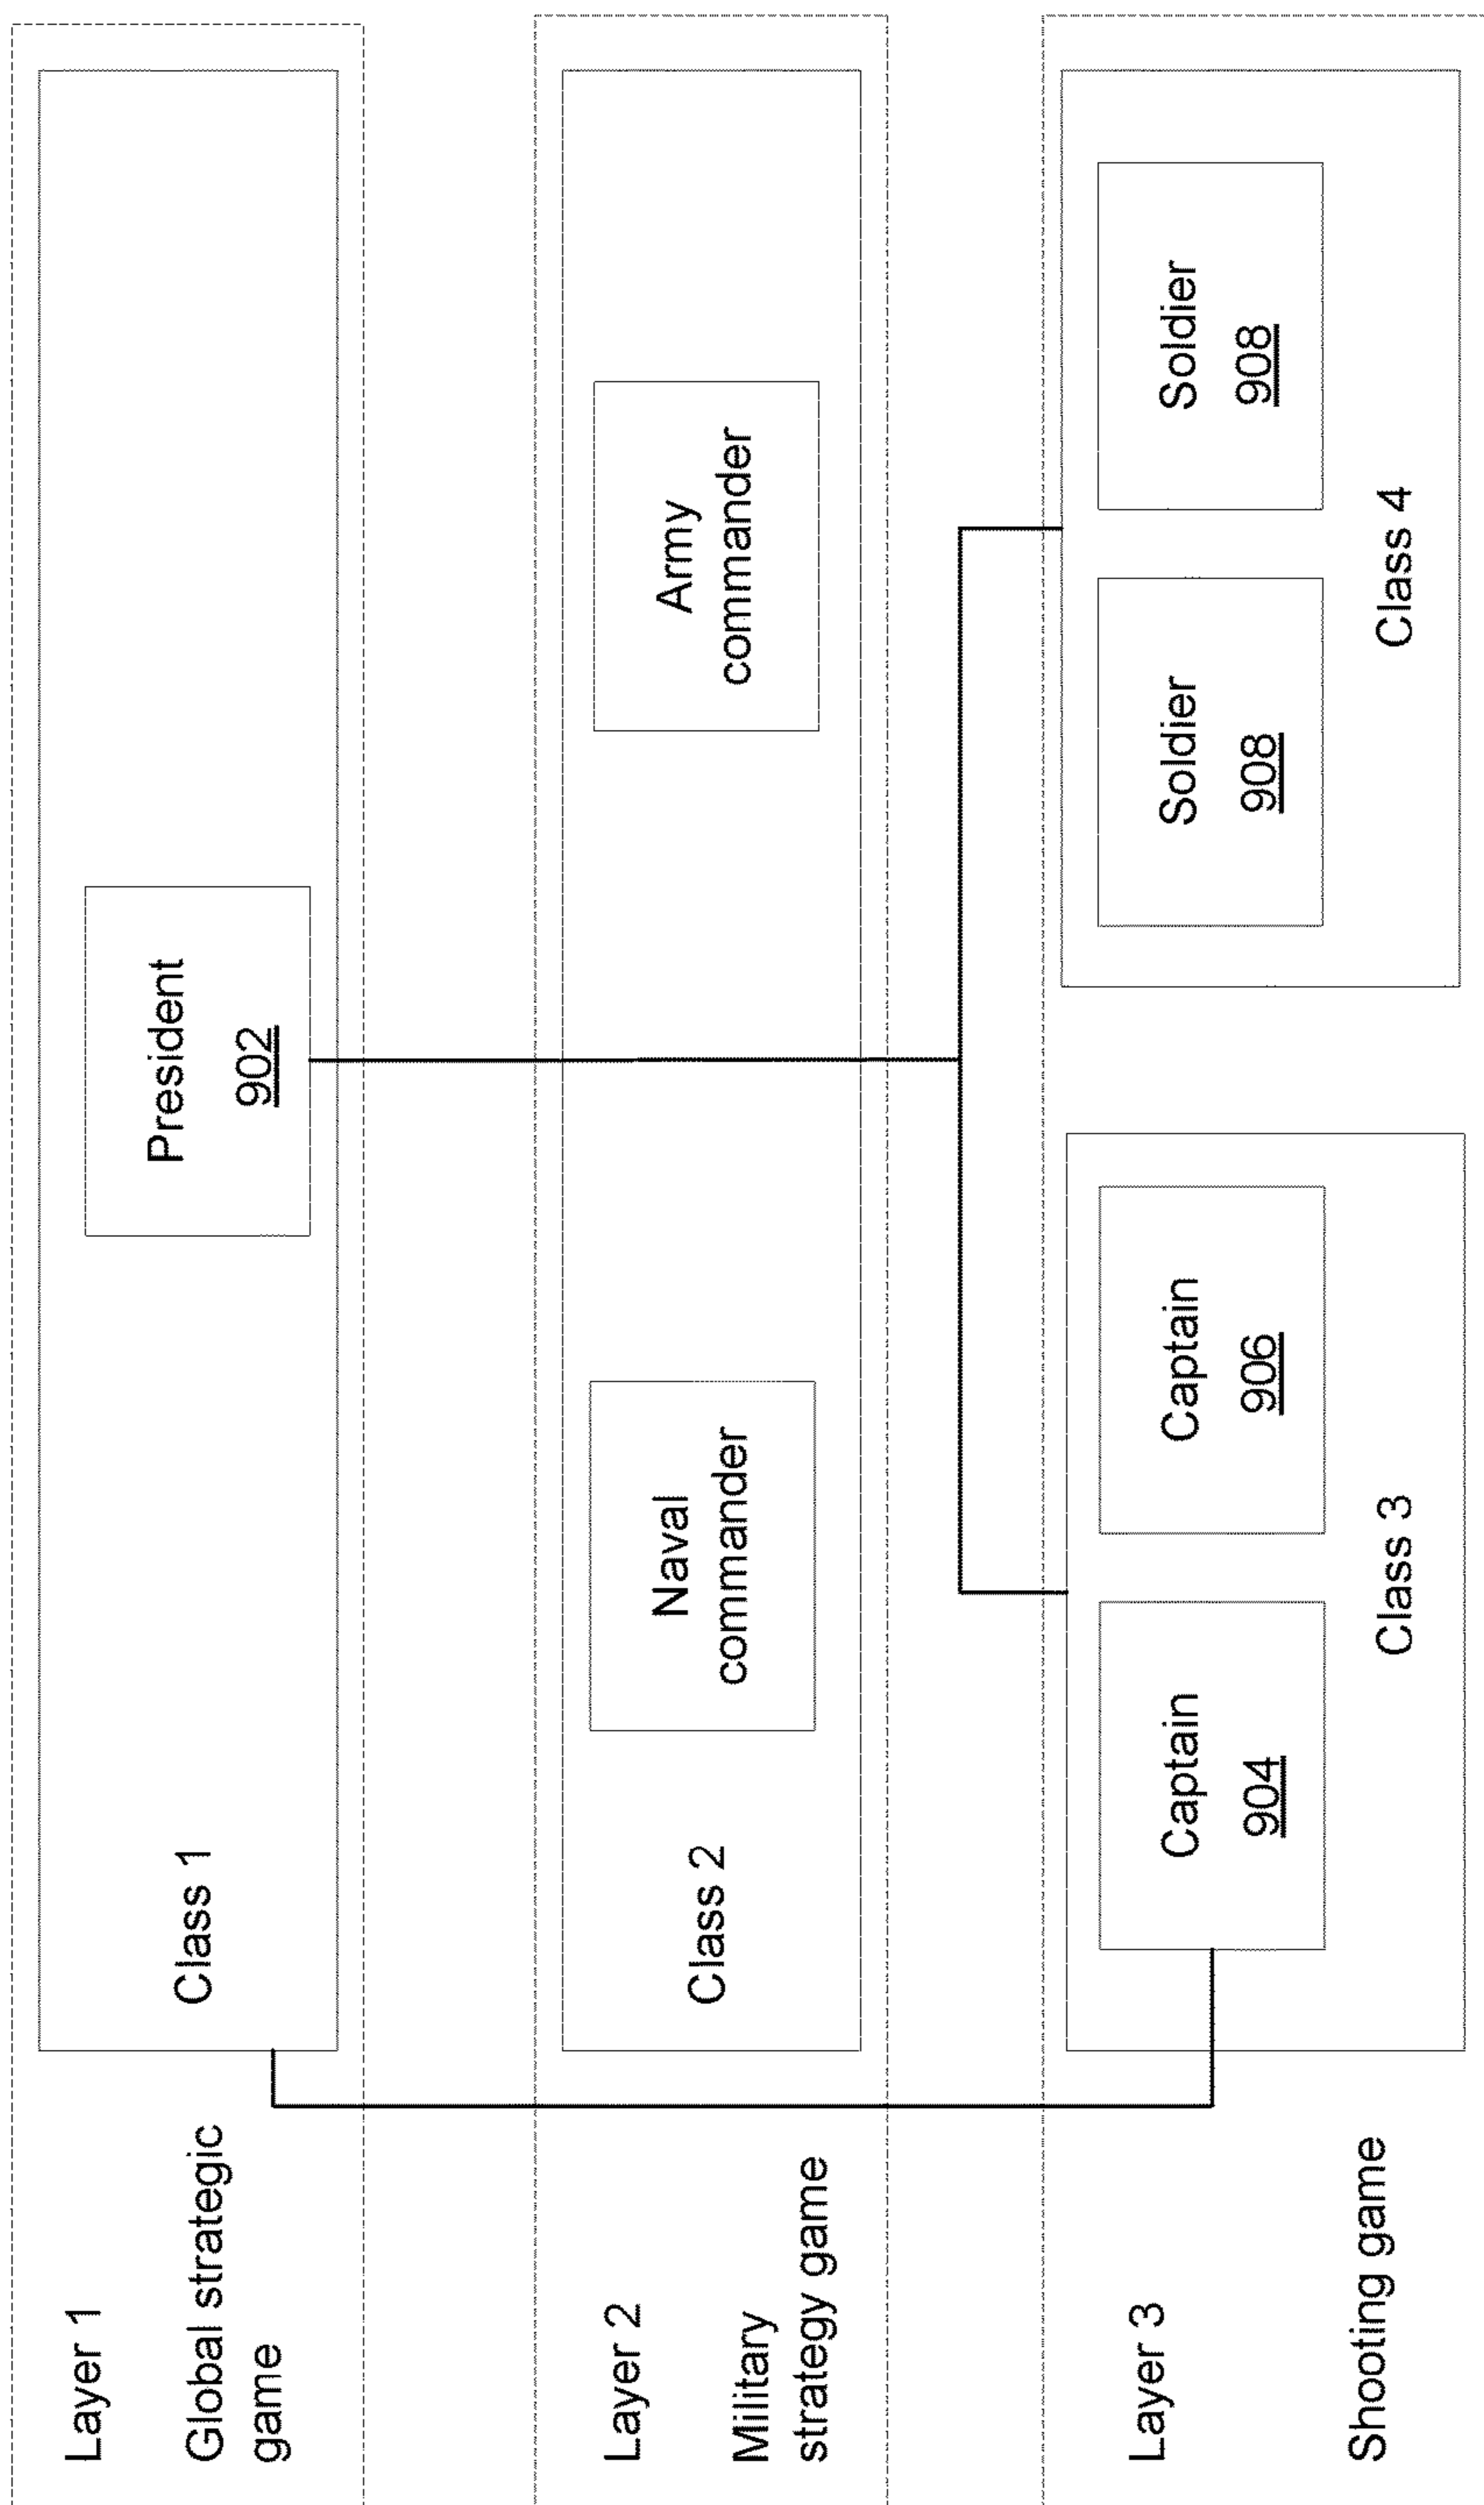 Layer 1
Global strategic
game
Class 1
President
902
Layer 2
Military
strategy game
Class 2
Naval
commander
Army
commander
Layer 3
Shooting game
Captain
904
Captain
906
Class 3
Soldier
908
Soldier
908
Class 4